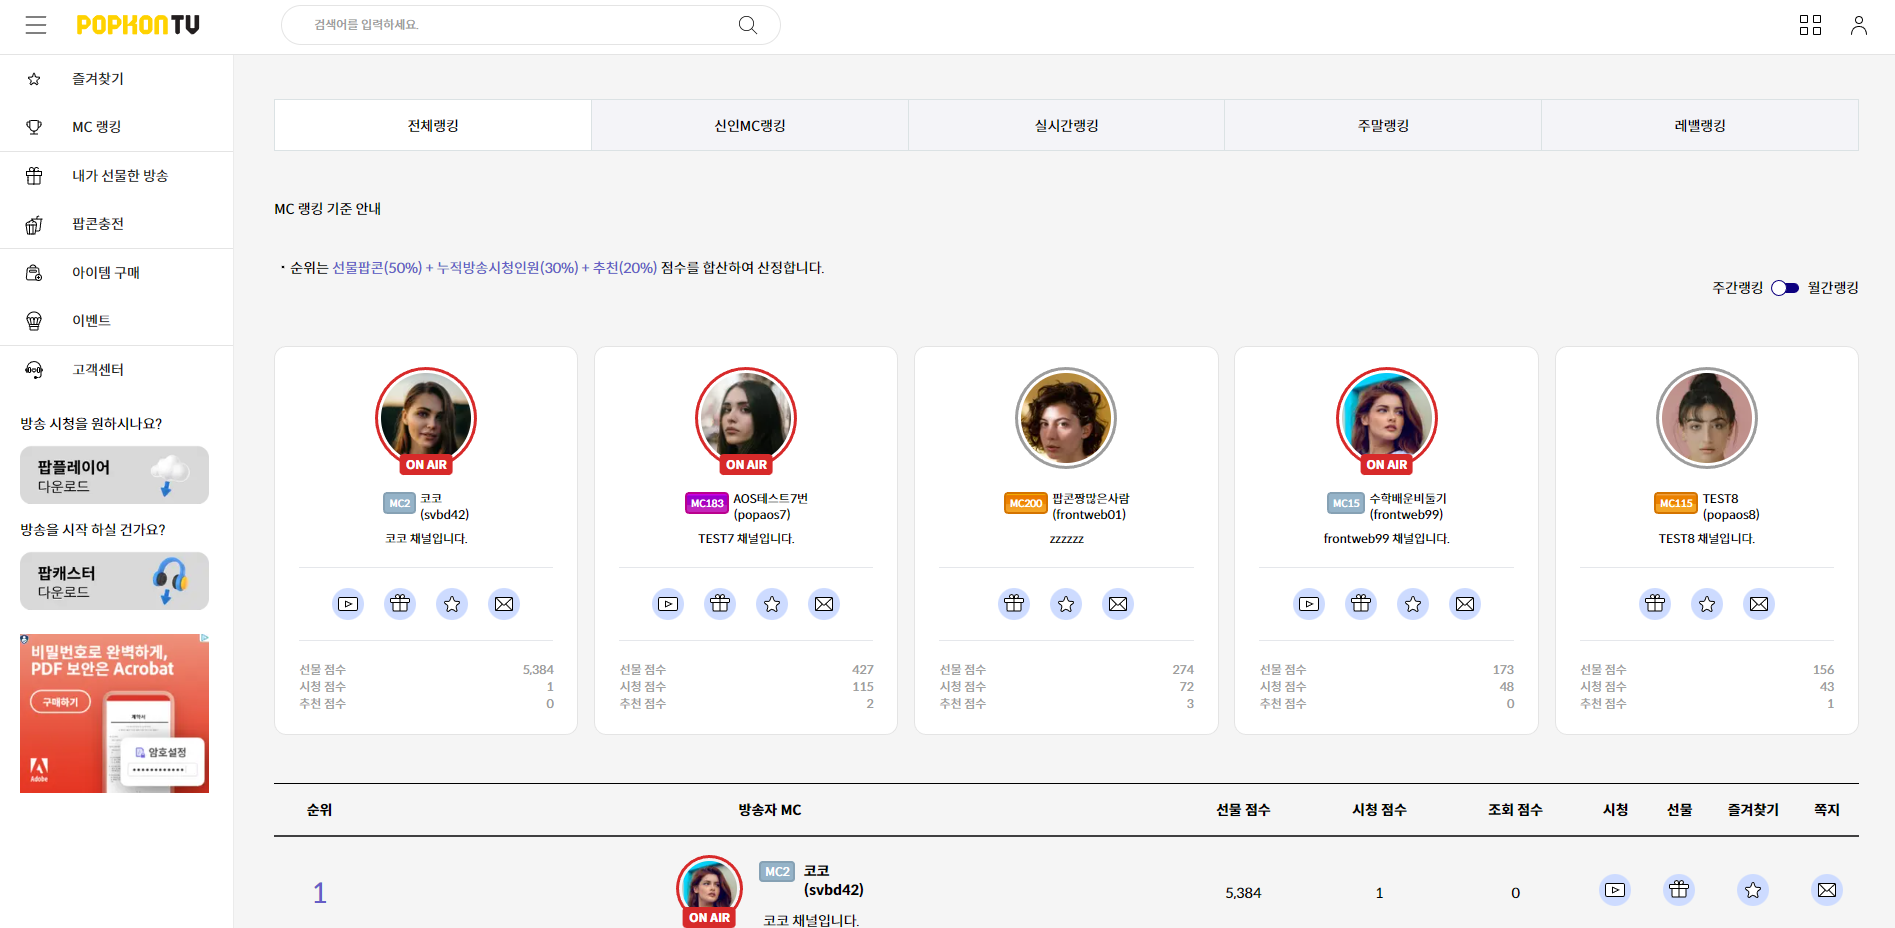 POPKON TV
검색어를 입력하세요.
즐겨찾기
MC 랭킹
내가 선물한 방송
팝콘충전
아이템 구매
이벤트
고객센터
방송 시청을 원하시나요?
팝플레이어
다운로드
방송을 시작 하실 건가요?
팝캐스터
다운로드
비밀번호로 완벽하게,
PDF 보안은 Acrobat
구매하기
계약서
암호설정
Adobe
전체랭킹 신인MC랭킹 실시간랭킹 주말랭킹 레밸랭킹
MC 랭킹 기준 안내
· 순위는 선물팝콘(50%) + 누적방송시청인원(30%) + 추천(20%) 점수를 합산하여 산정합니다.
주간랭킹 월간랭킹
ON AIR
MC2 코코
(svbd42)
코코 채널입니다.
선물 점수 5,384
시청 점수 1
추천 점수 0
ON AIR
MC183 AOS테스트7번
(popaos7)
TEST7 채널입니다.
선물 점수 427
시청 점수 115
추천 점수 2
MC200 팝콘짱많은사람
(frontweb01)
zzzzzz
선물 점수 274
시청 점수 72
추천 점수 3
ON AIR
MC15 수학배운비둘기
(frontweb99)
frontweb99 채널입니다.
선물 점수 173
시청 점수 48
추천 점수 0
MC115 TEST8
(popaos8)
TEST8 채널입니다.
선물 점수 156
시청 점수 43
추천 점수 1
순위 방송자 MC 선물 점수 시청 점수 조회 점수 시청 선물 즐겨찾기 쪽지
1 MC2 코코
(svbd42) 5,384 1 0
ON AIR 코코 채널입니다.